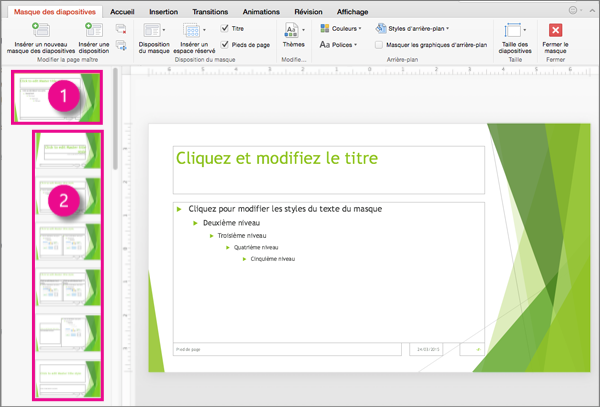 Masque des diapositives Accueil Insertion Transitions Animations Révision Affichage
Insérer un nouveau masque des diapositives
Insérer une disposition
Modifier la page maître
Disposition du masque
Insérer un espace réservé
Titre
Pieds de page
Disposition du masque
Thèmes
Modifie...
Couleurs
Polices
Styles d'arrière-plan
Masquer les graphiques d'arrière-plan
Arrière-plan
Taille des diapositives
Taille
Fermer le masque
Fermer
1
2
Cliquez et modifiez le titre
Cliquez pour modifier les styles du texte du masque
Deuxième niveau
Troisième niveau
Quatrième niveau
Cinquième niveau
Pied de page